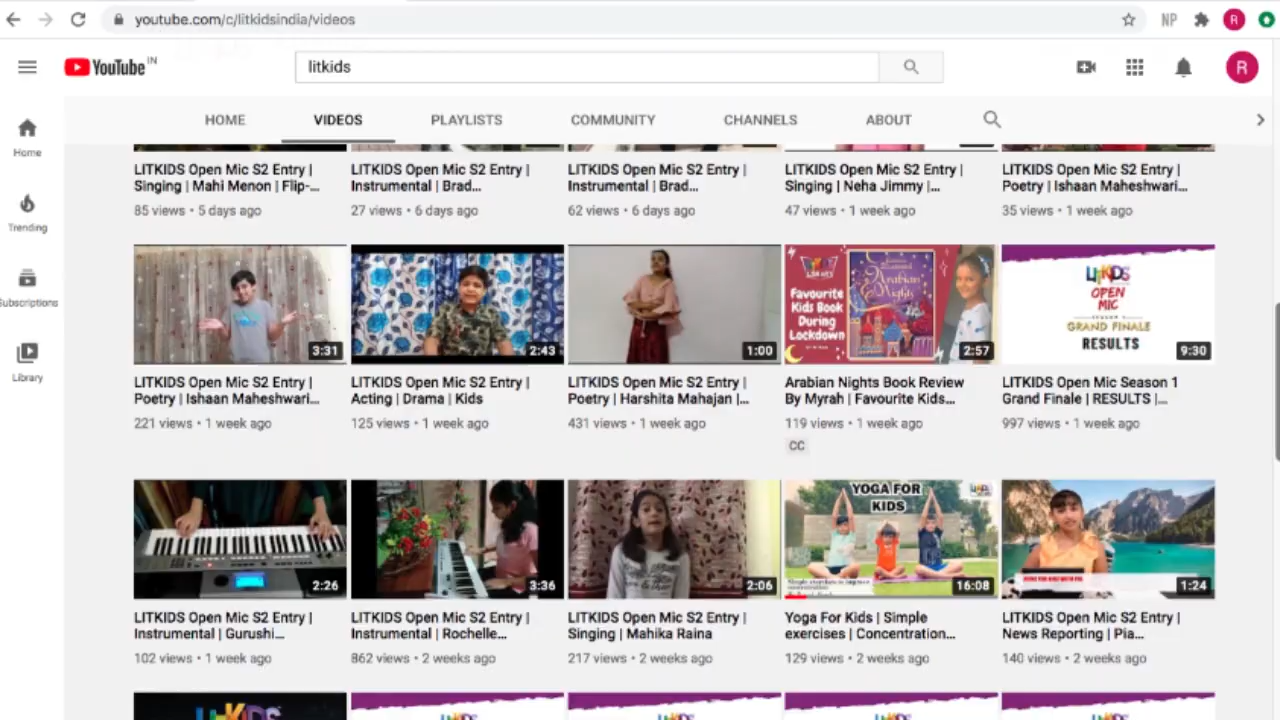 youtube.com/c/litkidsindia/videos
NP
R
YouTube IN
litkids
R
HOME VIDEOS PLAYLISTS COMMUNITY CHANNELS ABOUT
Home
Trending
Subscriptions
Library
LITKIDS Open Mic S2 Entry |
Singing | Mahi Menon | Flip-...
85 views • 5 days ago
LITKIDS Open Mic S2 Entry |
Instrumental | Brad...
27 views • 6 days ago
LITKIDS Open Mic S2 Entry |
Instrumental | Brad...
62 views • 6 days ago
LITKIDS Open Mic S2 Entry |
Singing | Neha Jimmy |...
47 views • 1 week ago
LITKIDS Open Mic S2 Entry |
Poetry | Ishaan Maheshwari...
35 views • 1 week ago
3:31
LITKIDS Open Mic S2 Entry |
Poetry | Ishaan Maheshwari...
221 views • 1 week ago
2:43
LITKIDS Open Mic S2 Entry |
Acting | Drama | Kids
125 views • 1 week ago
1:00
LITKIDS Open Mic S2 Entry |
Poetry | Harshita Mahajan |...
431 views • 1 week ago
Favourite
Kids Book
During
Lockdown
Arabian
Nights
2:57
Arabian Nights Book Review
By Myrah | Favourite Kids...
119 views • 1 week ago
CC
LITKIDS
OPEN
MIC
GRAND FINALE
RESULTS
9:30
LITKIDS Open Mic Season 1
Grand Finale | RESULTS |...
997 views • 1 week ago
2:26
LITKIDS Open Mic S2 Entry |
Instrumental | Gurushi...
102 views • 1 week ago
3:36
LITKIDS Open Mic S2 Entry |
Instrumental | Rochelle...
862 views • 2 weeks ago
2:06
LITKIDS Open Mic S2 Entry |
Singing | Mahika Raina
217 views • 2 weeks ago
YOGA FOR
KIDS
16:08
Yoga For Kids | Simple
exercises | Concentration...
129 views • 2 weeks ago
1:24
LITKIDS Open Mic S2 Entry |
News Reporting | Pia...
140 views • 2 weeks ago